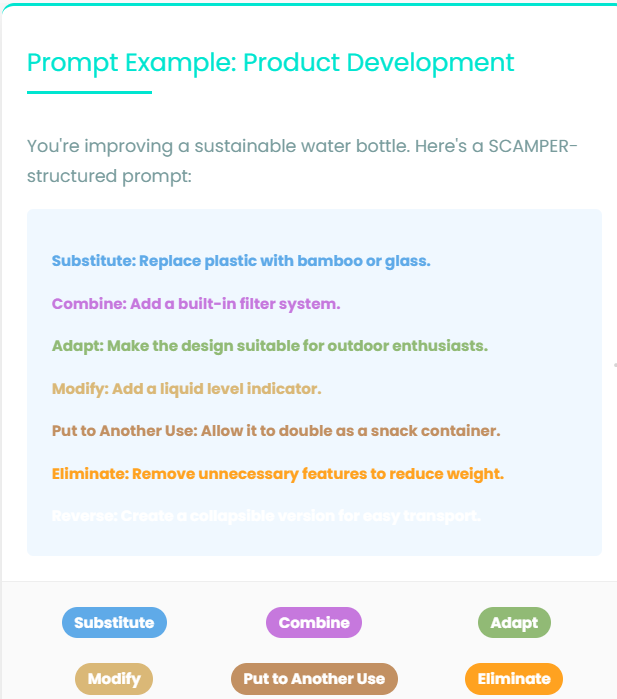 Prompt Example: Product Development
You're improving a sustainable water bottle. Here's a SCAMPER-
structured prompt:
Substitute: Replace plastic with bamboo or glass.
Combine: Add a built-in filter system.
Adapt: Make the design suitable for outdoor enthusiasts.
Modify: Add a liquid level indicator.
Put to Another Use: Allow it to double as a snack container.
Eliminate: Remove unnecessary features to reduce weight.
Reverse: Create a collapsible version for easy transport.
Substitute Combine Adapt
Modify Put to Another Use Eliminate